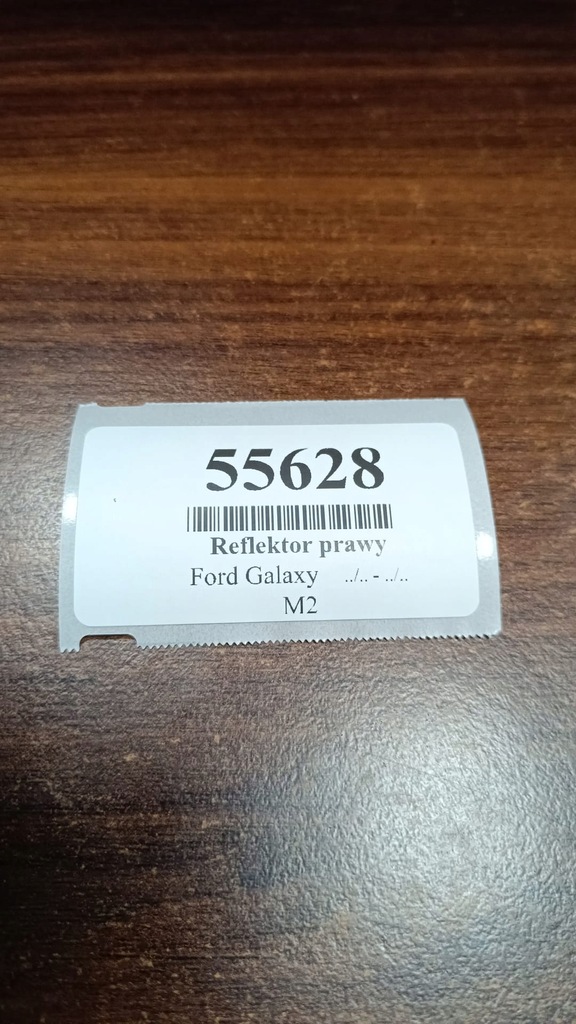 55628
Reflektor prawy
Ford Galaxy ../.. - ../..
M2